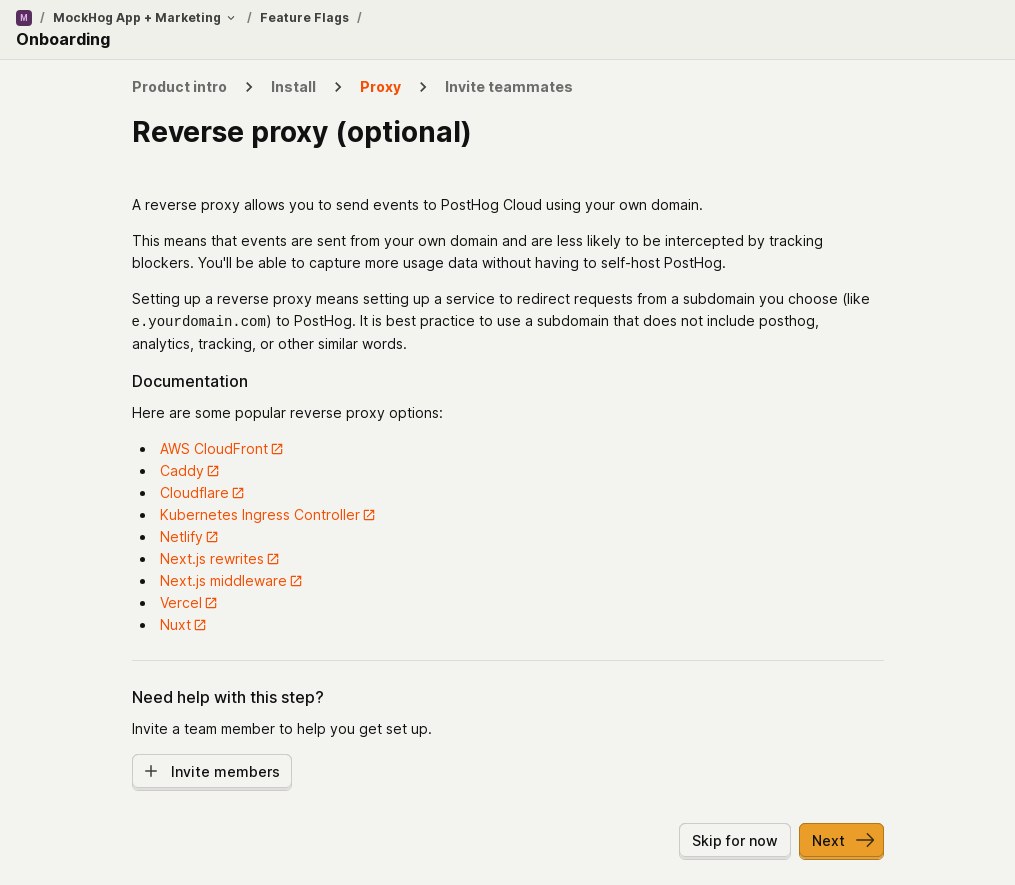 M / MockHog App + Marketing / Feature Flags /
Onboarding
Product intro > Install > Proxy > Invite teammates
Reverse proxy (optional)
A reverse proxy allows you to send events to PostHog Cloud using your own domain.
This means that events are sent from your own domain and are less likely to be intercepted by tracking
blockers. You'll be able to capture more usage data without having to self-host PostHog.
Setting up a reverse proxy means setting up a service to redirect requests from a subdomain you choose (like
e.yourdomain.com) to PostHog. It is best practice to use a subdomain that does not include posthog,
analytics, tracking, or other similar words.
Documentation
Here are some popular reverse proxy options:
AWS CloudFront
Caddy
Cloudflare
Kubernetes Ingress Controller
Netlify
Next.js rewrites
Next.js middleware
Vercel
Nuxt
Need help with this step?
Invite a team member to help you get set up.
Invite members
Skip for now
Next